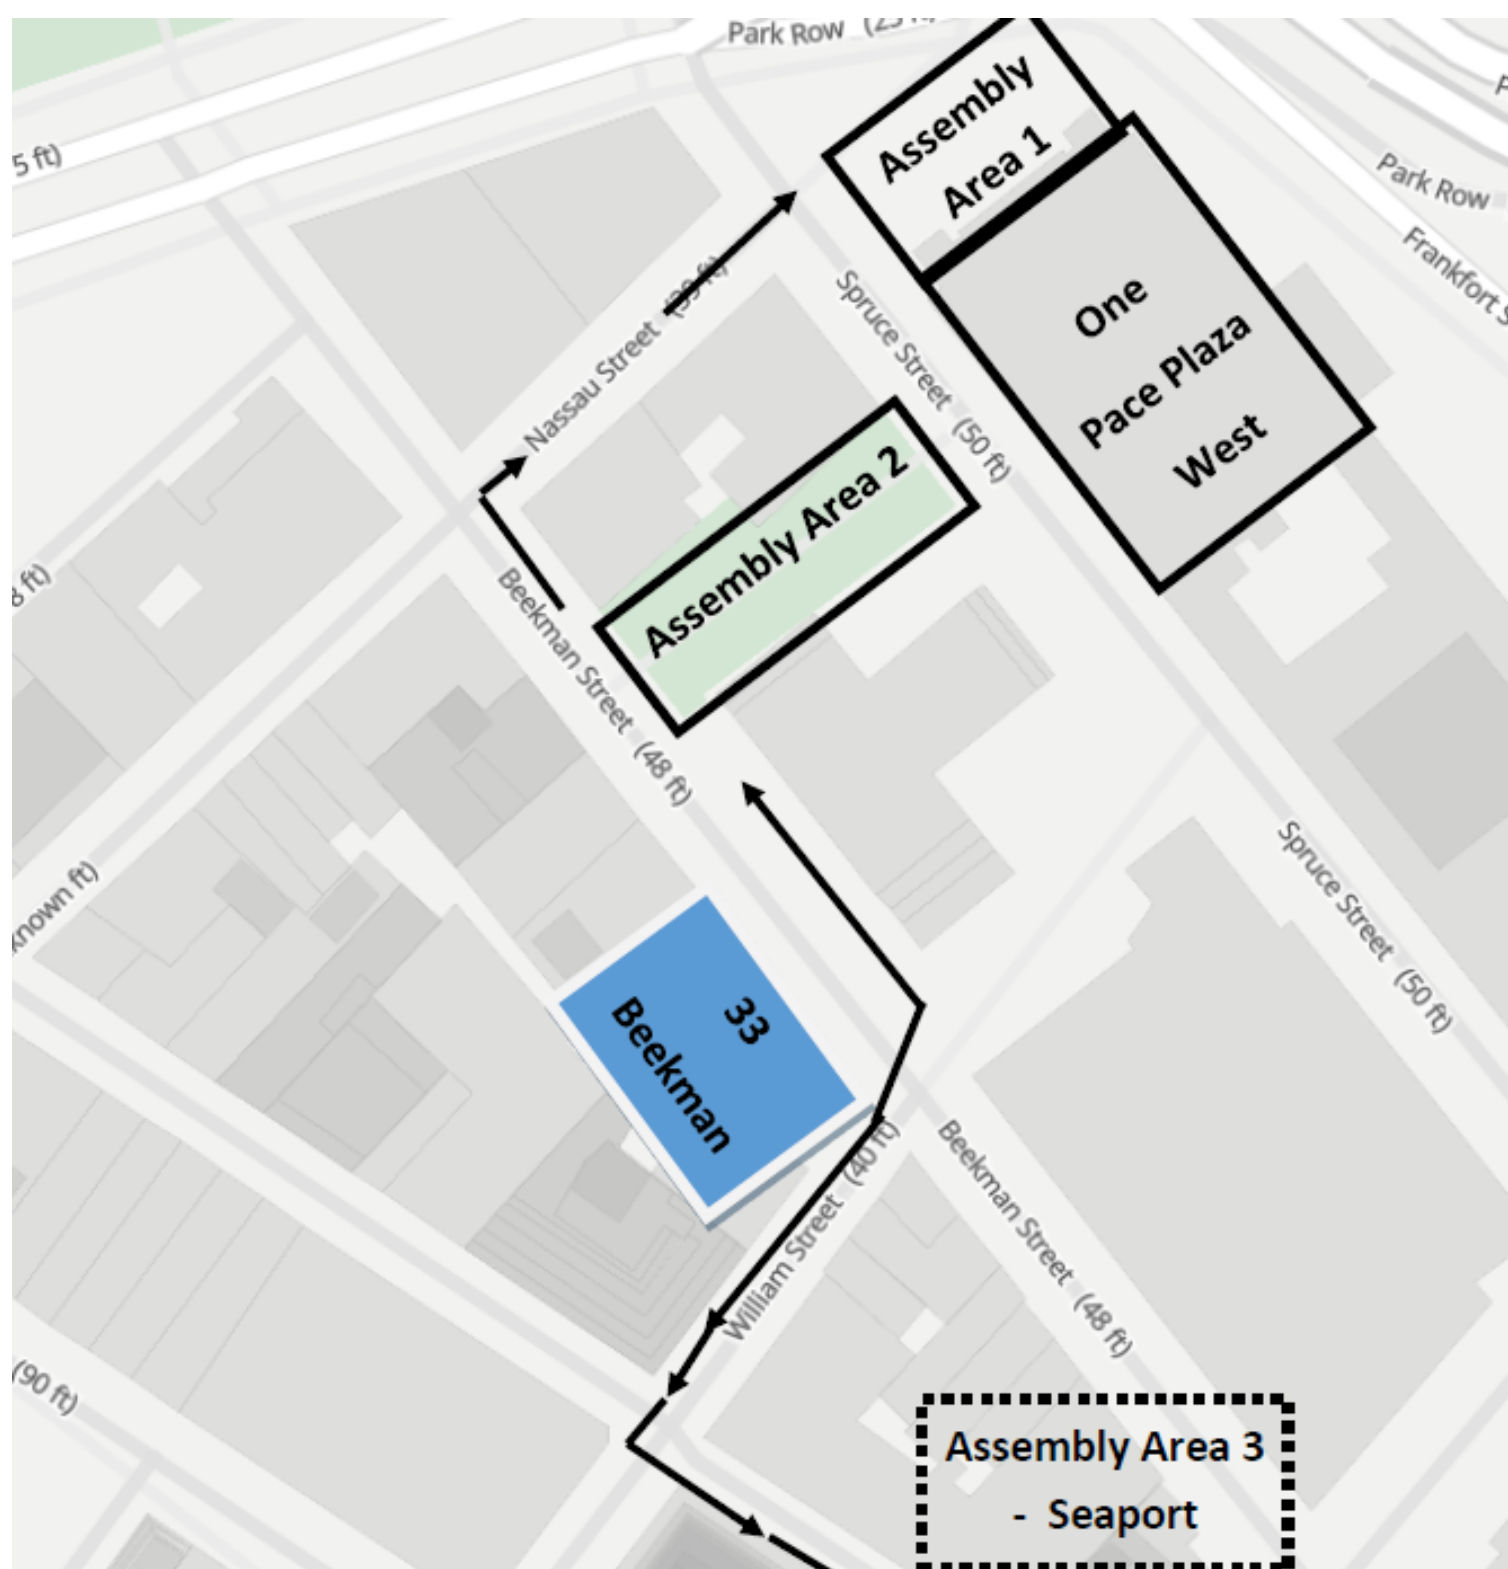 Park Row
5 ft)
Assembly
Area 1
Park Row
Frankfort S
One
Pace Plaza
West
Spruce Street (50 ft)
Nassau Street (39 ft)
Assembly Area 2
8 ft)
Beekman Street (48 ft)
known ft)
Spruce Street (50 ft)
33
Beekman
William Street (40 ft)
Beekman Street (48 ft)
(90 ft)
Assembly Area 3
- Seaport